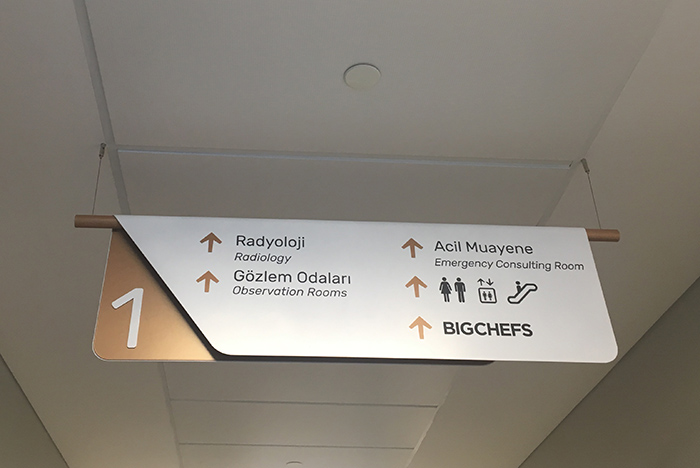 1
Radyoloji
Radiology
Gözlem Odaları
Observation Rooms
Acil Muayene
Emergency Consulting Room
BIGCHEFS